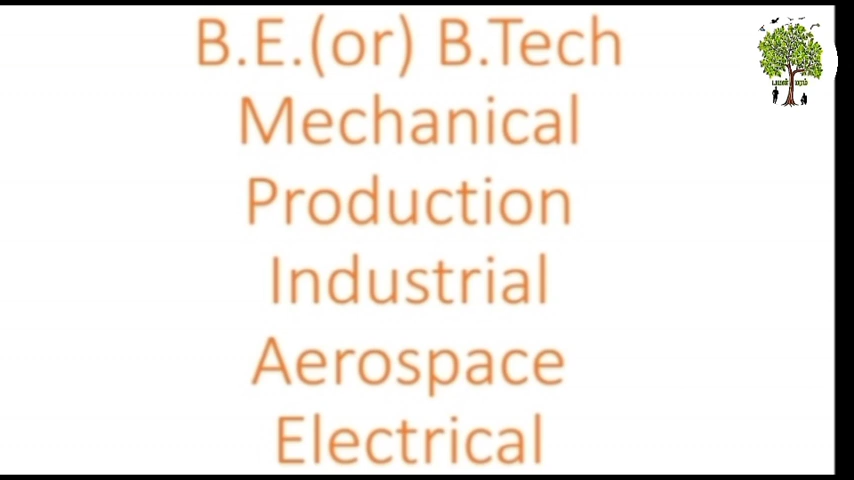 B.E.(or) B.Tech
Mechanical
Production
Industrial
Aerospace
Electrical